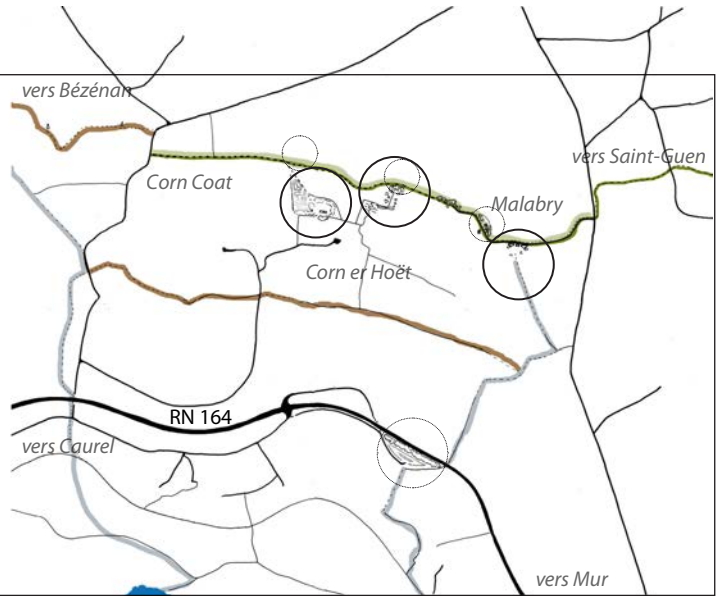 vers Bézénan
vers Saint-Guen
Corn Coat
Malabry
Corn er Hoët
RN 164
vers Caurel
vers Mur